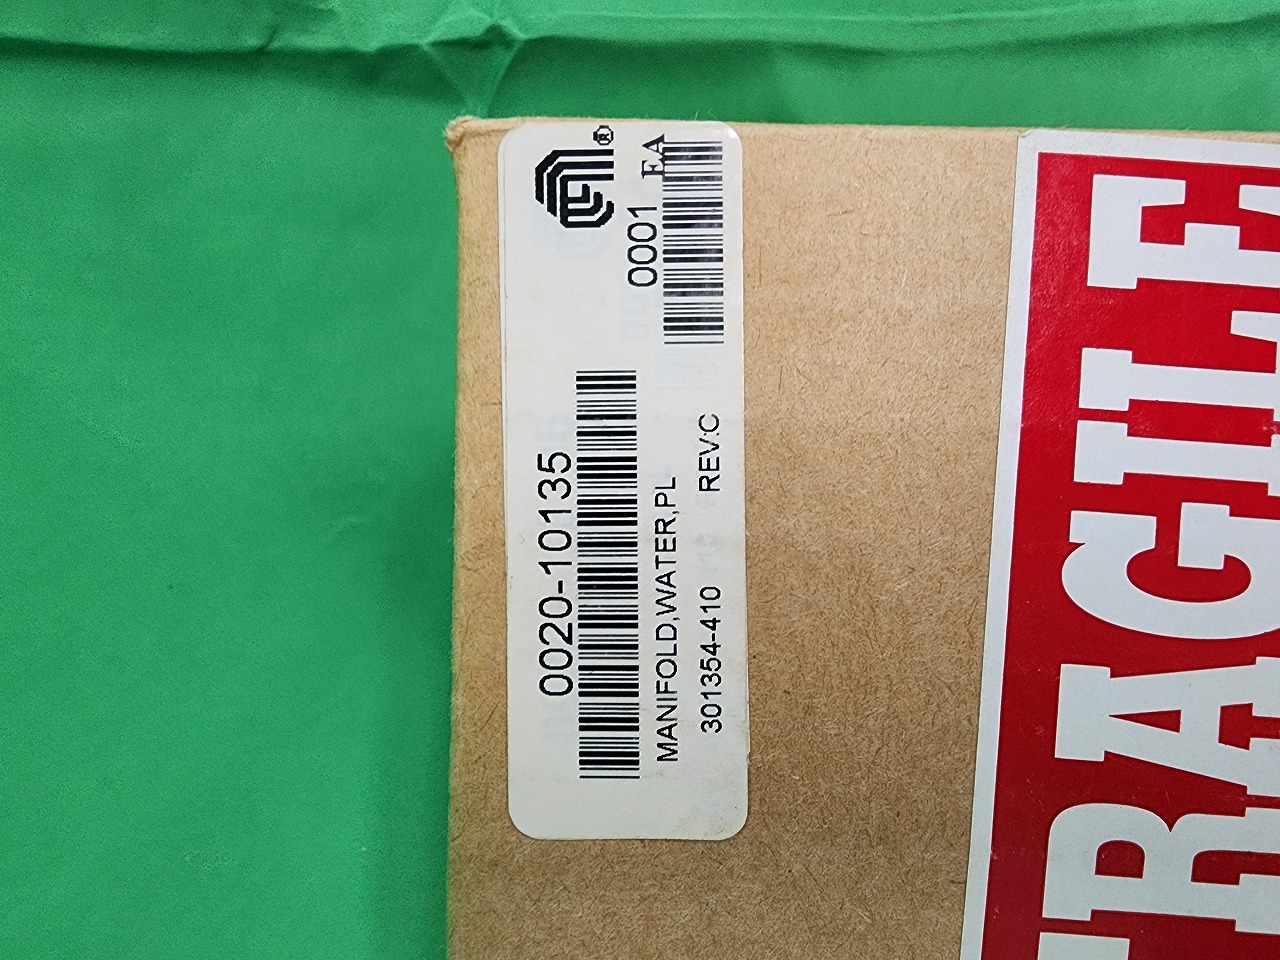 ®
0001 EA
0020-10135
MANIFOLD,WATER,PL
301354-410 REV:C
FRAGILE